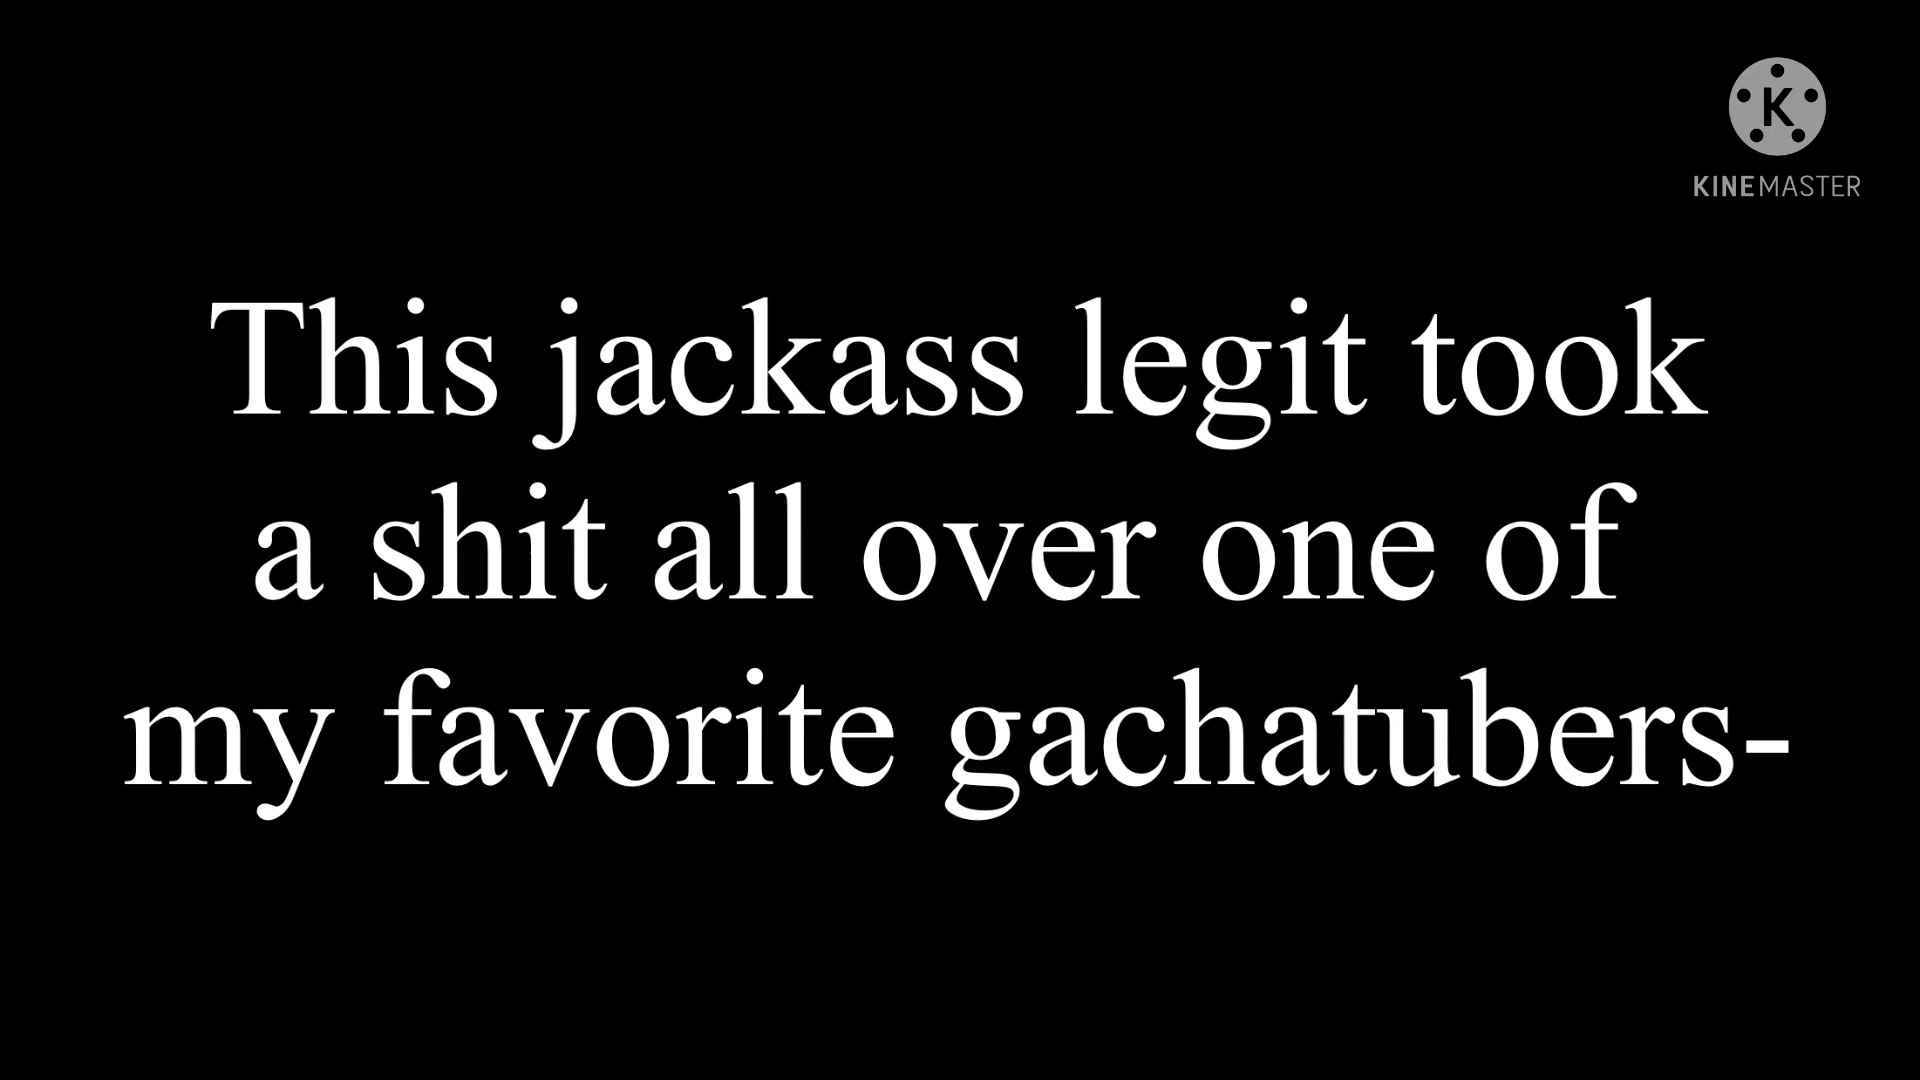 K
KINEMASTER
This jackass legit took
a shit all over one of
my favorite gachatubers-